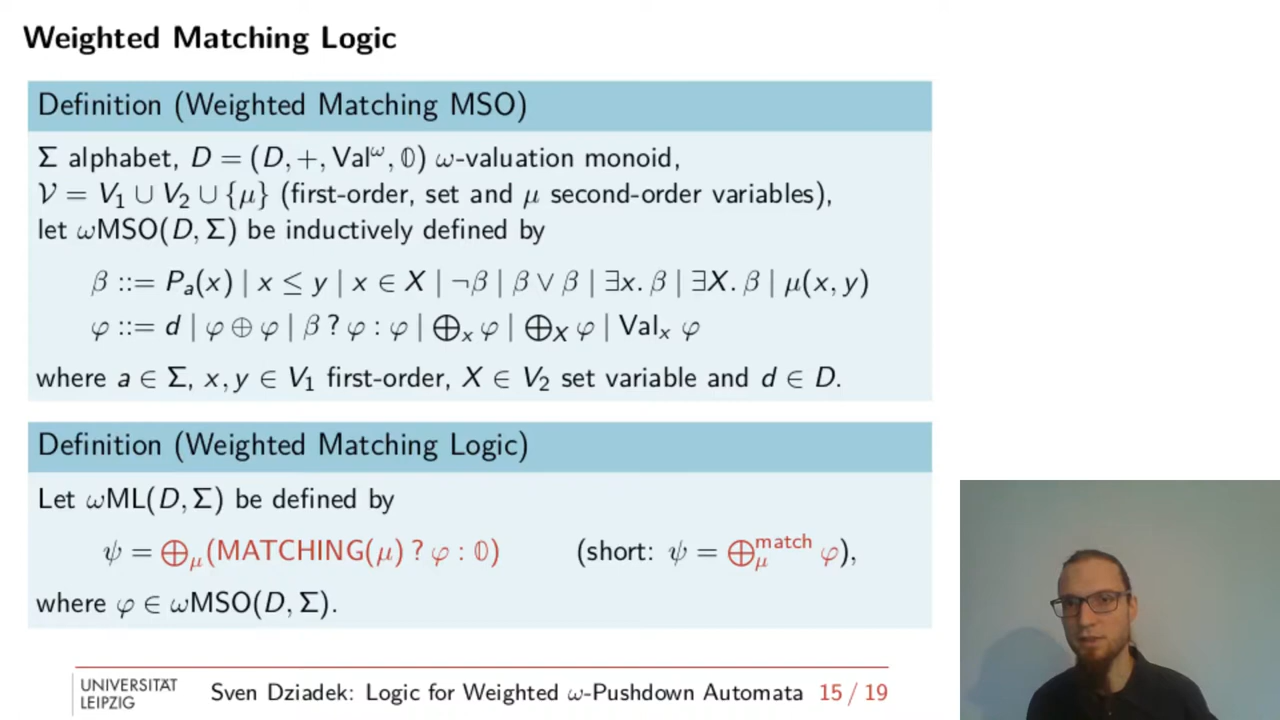 Weighted Matching Logic
Definition (Weighted Matching MSO)
Σ alphabet, D = (D, +, Val^ω, 𝟘) ω-valuation monoid,
𝒱 = V₁ ∪ V₂ ∪ {μ} (first-order, set and μ second-order variables),
let ωMSO(D, Σ) be inductively defined by
β ::= Pₐ(x) | x ≤ y | x ∈ X | ¬β | β ∨ β | ∃x. β | ∃X. β | μ(x, y)
φ ::= d | φ ⊕ φ | β ? φ : φ | ⨁_x φ | ⨁_X φ | Val_x φ
where a ∈ Σ, x, y ∈ V₁ first-order, X ∈ V₂ set variable and d ∈ D.
Definition (Weighted Matching Logic)
Let ωML(D, Σ) be defined by
ψ = ⨁_μ(MATCHING(μ) ? φ : 𝟘) (short: ψ = ⨁_μ^match φ),
where φ ∈ ωMSO(D, Σ).
UNIVERSITÄT
LEIPZIG
Sven Dziadek: Logic for Weighted ω-Pushdown Automata 15 / 19